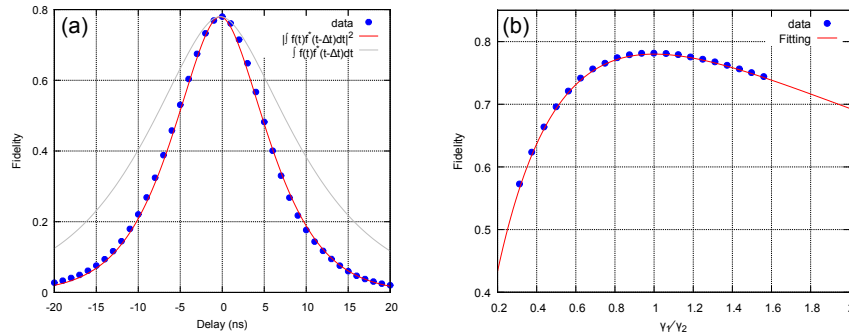 (a)
data
|∫ f(t)f*(t-Δt)dt|²
∫ f(t)f*(t-Δt)dt
Fidelity
0.8
0.6
0.4
0.2
0
-20 -15 -10 -5 0 5 10 15 20
Delay (ns)
(b)
data
Fitting
Fidelity
0.8
0.7
0.6
0.5
0.4
0.2 0.4 0.6 0.8 1 1.2 1.4 1.6 1.8 2
γ₁/γ₂